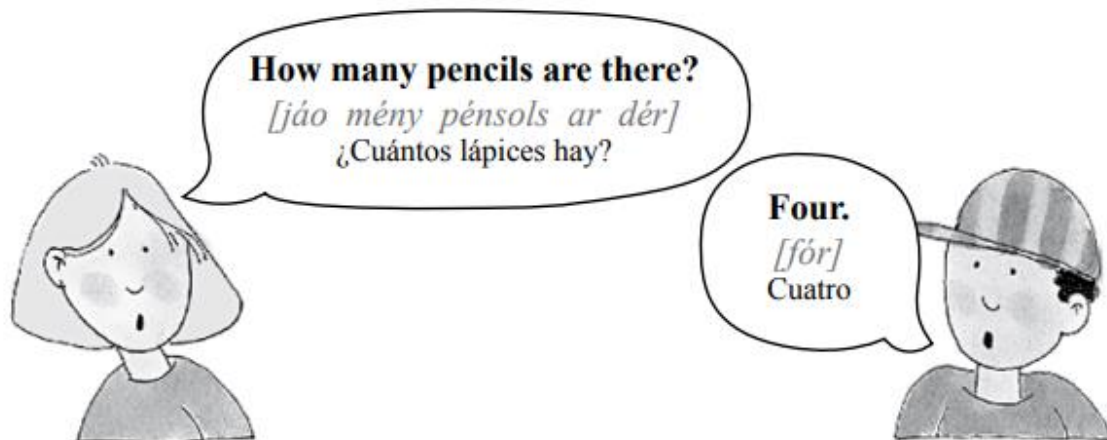 How many pencils are there?
[jáo mény pénsols ar dér]
¿Cuántos lápices hay?
Four.
[fór]
Cuatro